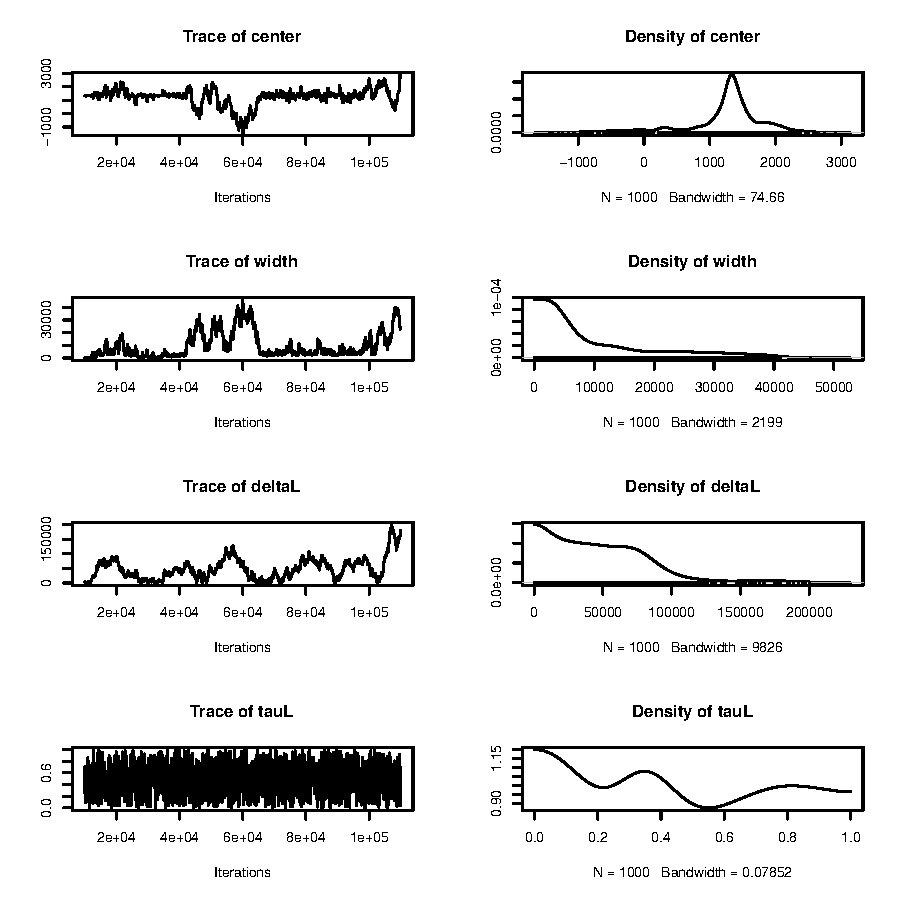 Trace of center
Density of center
−1000 3000
0.0000
2e+04 4e+04 6e+04 8e+04 1e+05
−1000 0 1000 2000 3000
Iterations
N = 1000 Bandwidth = 74.66
Trace of width
Density of width
0 30000
0e+00 1e−04
2e+04 4e+04 6e+04 8e+04 1e+05
0 10000 20000 30000 40000 50000
Iterations
N = 1000 Bandwidth = 2199
Trace of deltaL
Density of deltaL
0 150000
0.0e+00
2e+04 4e+04 6e+04 8e+04 1e+05
0 50000 100000 150000 200000
Iterations
N = 1000 Bandwidth = 9826
Trace of tauL
Density of tauL
0.0 0.6
0.90 1.15
2e+04 4e+04 6e+04 8e+04 1e+05
0.0 0.2 0.4 0.6 0.8 1.0
Iterations
N = 1000 Bandwidth = 0.07852